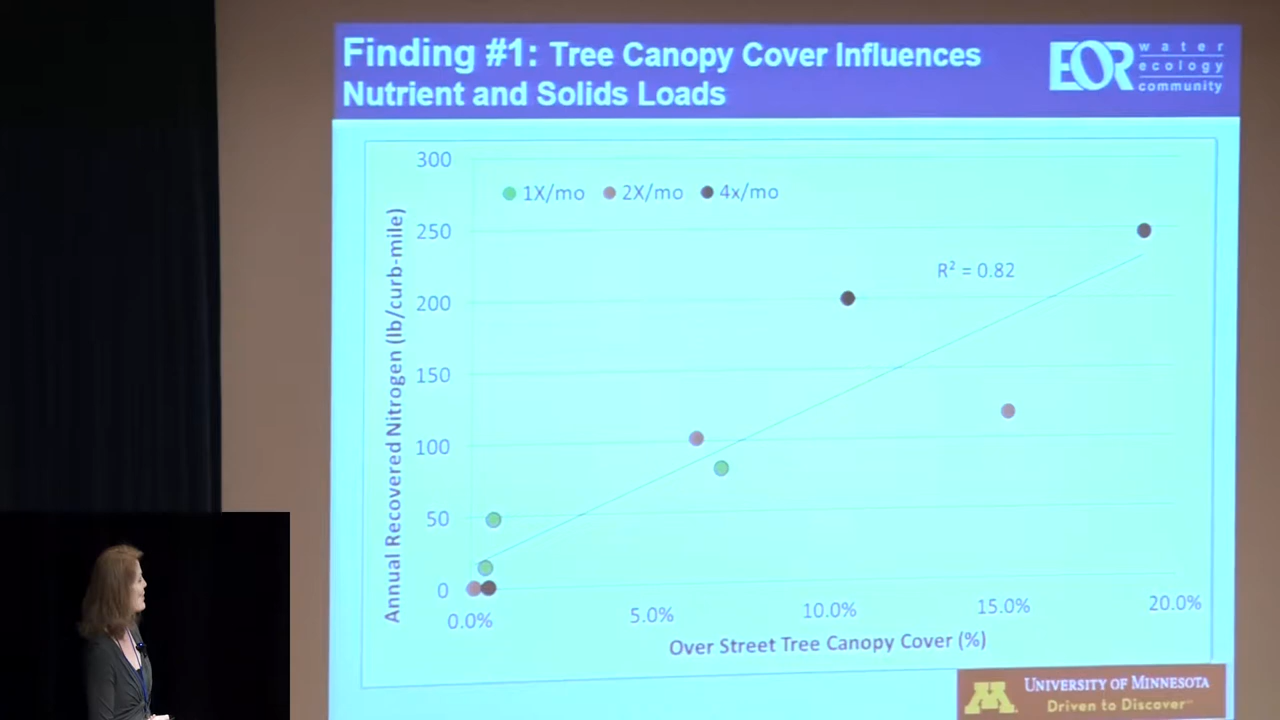 Finding #1: Tree Canopy Cover Influences
Nutrient and Solids Loads
EOR
water
ecology
community
300
250
200
150
100
50
0
1X/mo 2X/mo 4x/mo
R² = 0.82
Annual Recovered Nitrogen (lb/curb-mile)
0.0% 5.0% 10.0% 15.0% 20.0%
Over Street Tree Canopy Cover (%)
M
UNIVERSITY OF MINNESOTA
Driven to Discover℠